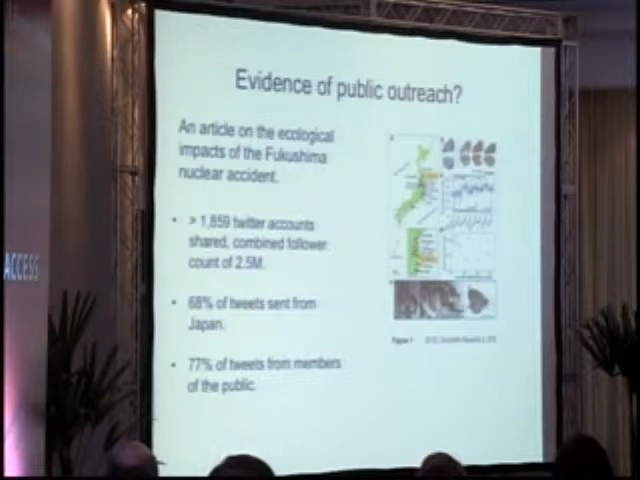 Evidence of public outreach?
An article on the ecological
impacts of the Fukushima
nuclear accident.
• > 1,859 twitter accounts
shared, combined follower
count of 2.5M.
• 68% of tweets sent from
Japan.
• 77% of tweets from members
of the public.
Figure 1
ACCESS